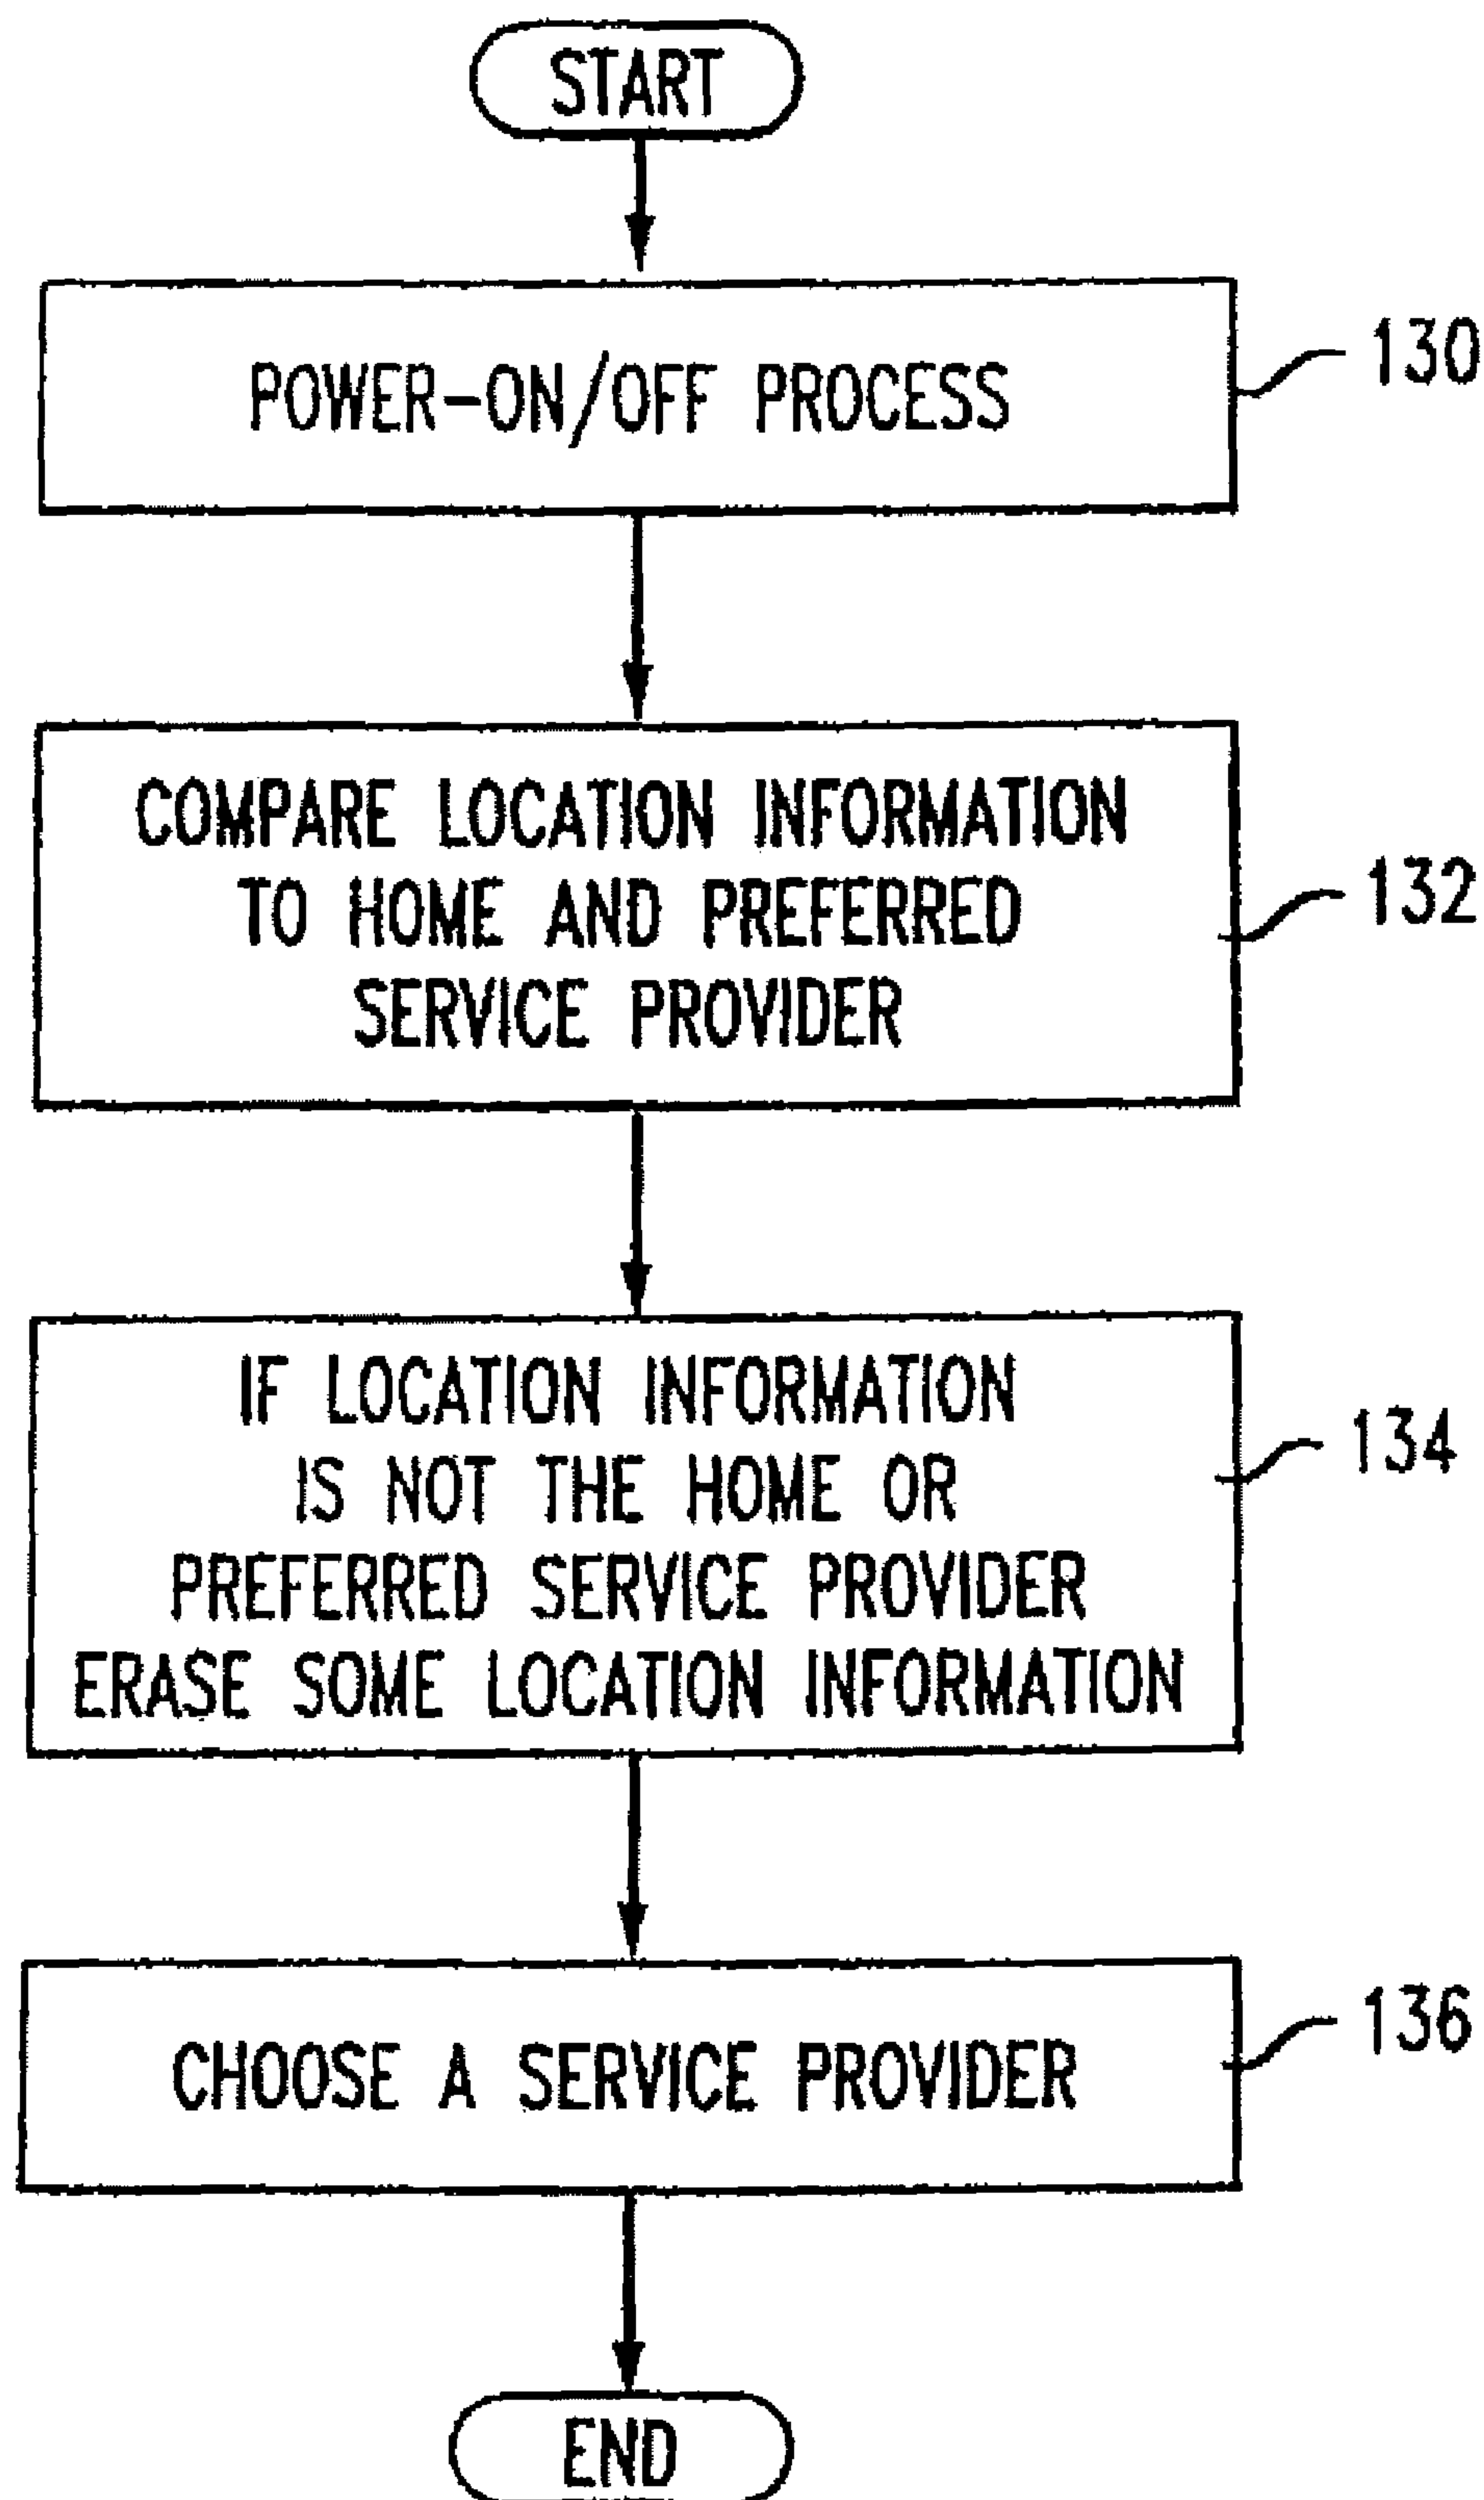 START
POWER-ON/OFF PROCESS
130
COMPARE LOCATION INFORMATION
TO HOME AND PREFERRED
SERVICE PROVIDER
132
IF LOCATION INFORMATION
IS NOT THE HOME OR
PREFERRED SERVICE PROVIDER
ERASE SOME LOCATION INFORMATION
134
CHOOSE A SERVICE PROVIDER
136
END